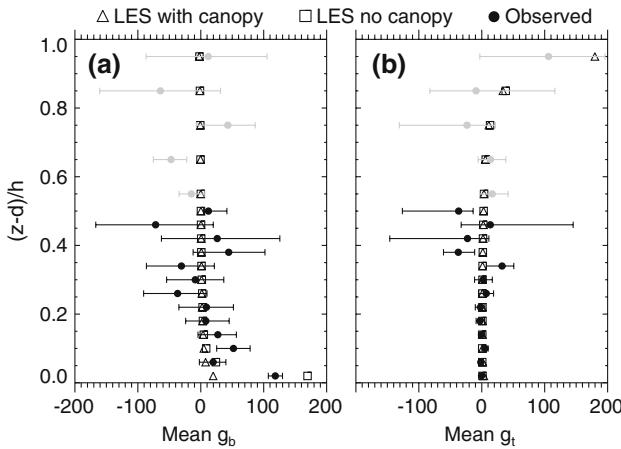 △ LES with canopy □ LES no canopy ● Observed
(a) (b)
(z-d)/h
1.0
0.8
0.6
0.4
0.2
0.0
-200 -100 0 100 200
-100 0 100 200
Mean g_b
Mean g_t